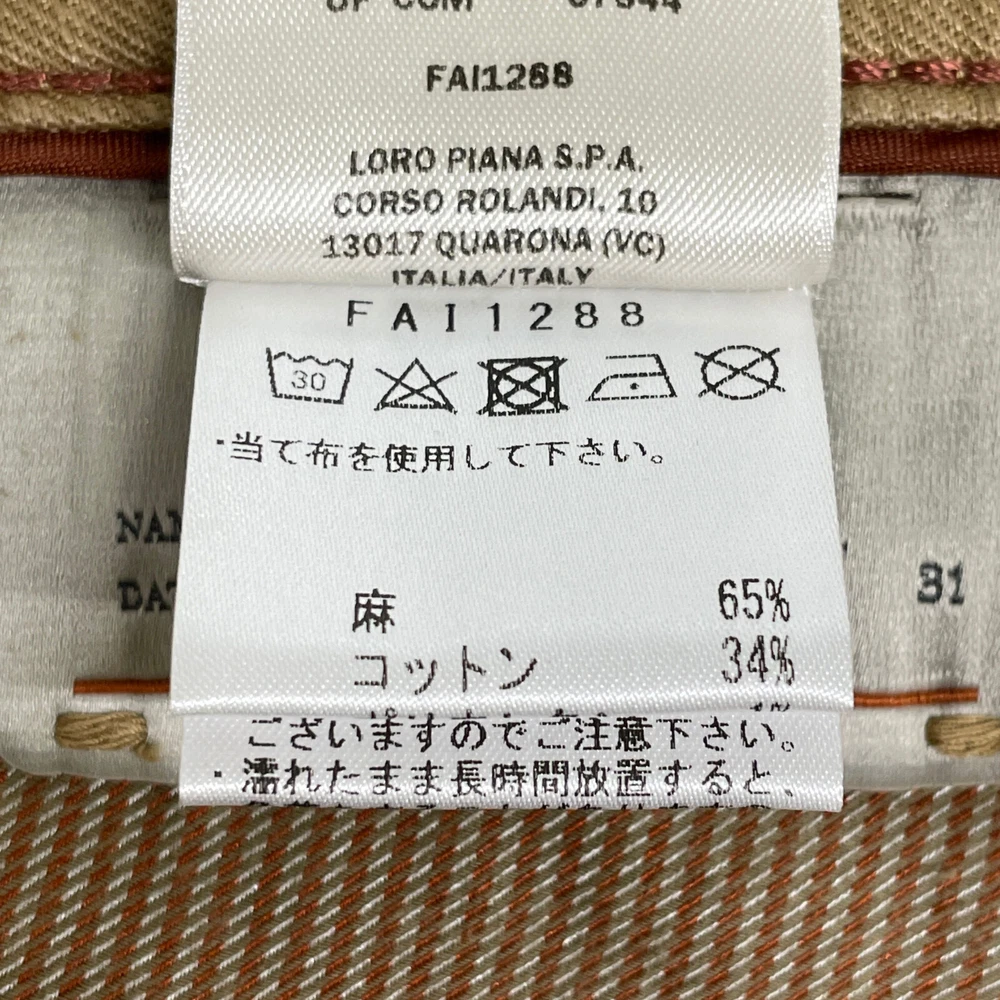 FAI1288
LORO PIANA S.P.A.
CORSO ROLANDI, 10
13017 QUARONA (VC)
ITALIA/ITALY
FAI1288
30
・当て布を使用して下さい。
麻 65%
コットン 34%
31
ございますのでご注意下さい。
・濡れたまま長時間放置すると、